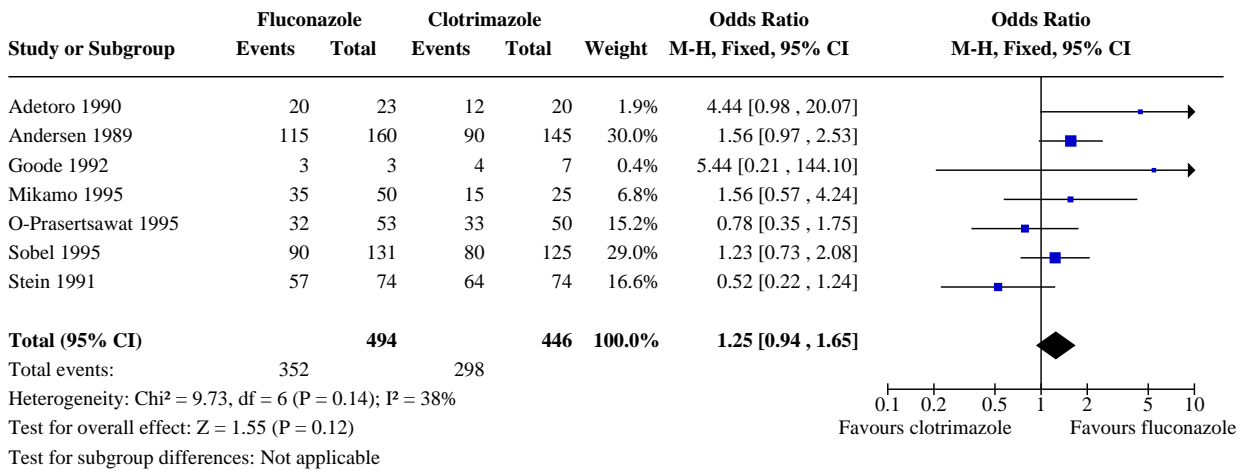 Fluconazole Clotrimazole Odds Ratio Odds Ratio
Study or Subgroup Events Total Events Total Weight M-H, Fixed, 95% CI M-H, Fixed, 95% CI
Adetoro 1990 20 23 12 20 1.9% 4.44 [0.98 , 20.07]
Andersen 1989 115 160 90 145 30.0% 1.56 [0.97 , 2.53]
Goode 1992 3 3 4 7 0.4% 5.44 [0.21 , 144.10]
Mikamo 1995 35 50 15 25 6.8% 1.56 [0.57 , 4.24]
O-Prasertsawat 1995 32 53 33 50 15.2% 0.78 [0.35 , 1.75]
Sobel 1995 90 131 80 125 29.0% 1.23 [0.73 , 2.08]
Stein 1991 57 74 64 74 16.6% 0.52 [0.22 , 1.24]
Total (95% CI) 494 446 100.0% 1.25 [0.94 , 1.65]
Total events: 352 298
Heterogeneity: Chi² = 9.73, df = 6 (P = 0.14); I² = 38%
0.1 0.2 0.5 1 2 5 10
Test for overall effect: Z = 1.55 (P = 0.12)
Favours clotrimazole Favours fluconazole
Test for subgroup differences: Not applicable